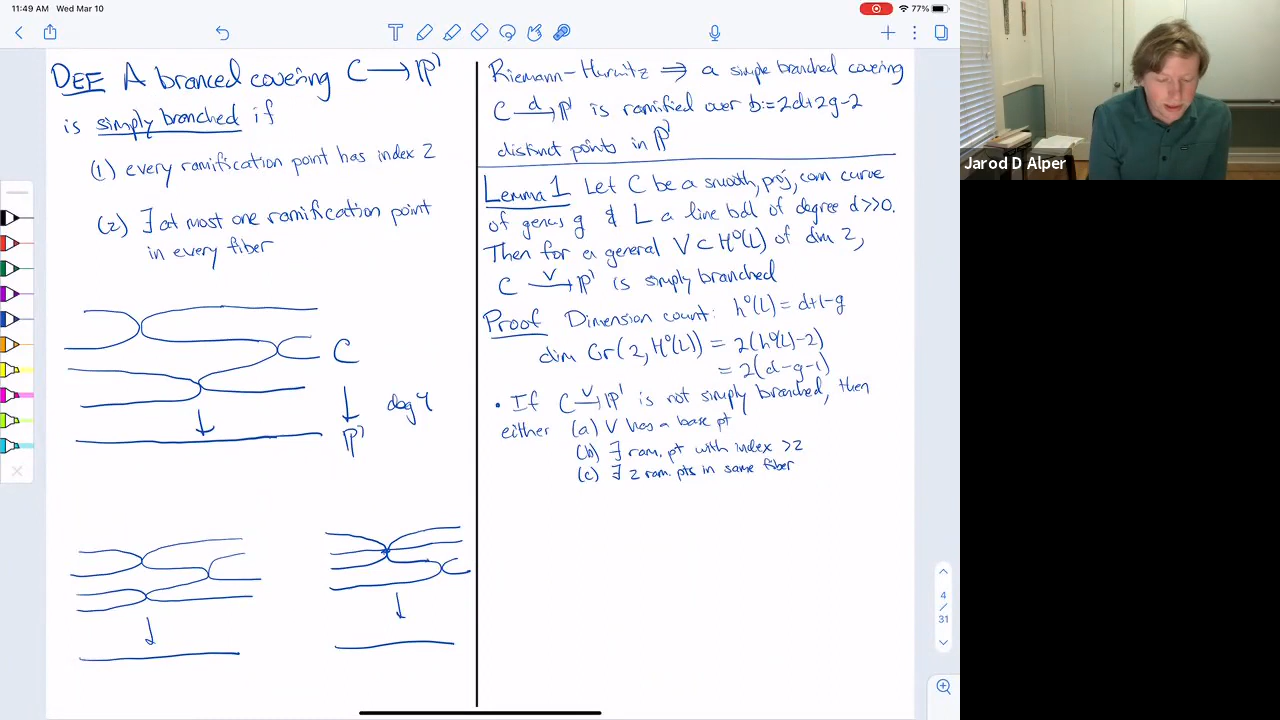 11:49 AM Wed Mar 10
77%
DEF A branced covering C → P¹
is simply branched if
(1) every ramification point has index 2
(2) ∃ at most one ramification point
in every fiber
C
↓ deg 4
P¹
Riemann-Hurwitz ⇒ a simple branched covering
C →ᵈ P¹ is ramified over b:=2d+2g-2
distinct points in P¹
Lemma 1 Let C be a smooth, proj, conn curve
of genus g & L a line bdl of degree d>>0.
Then for a general V ⊂ H⁰(L) of dim 2,
C →ⱽ P¹ is simply branched
Proof Dimension count: h⁰(L) = d+1-g
dim Gr(2, H⁰(L)) = 2(h⁰(L)-2)
= 2(d-g-1)
• If C →ⱽ P¹ is not simply branched, then
either (a) V has a base pt
(b) ∃ ram. pt with index >2
(c) ∃ 2 ram. pts in same fiber
4
/
31
Jarod D Alper